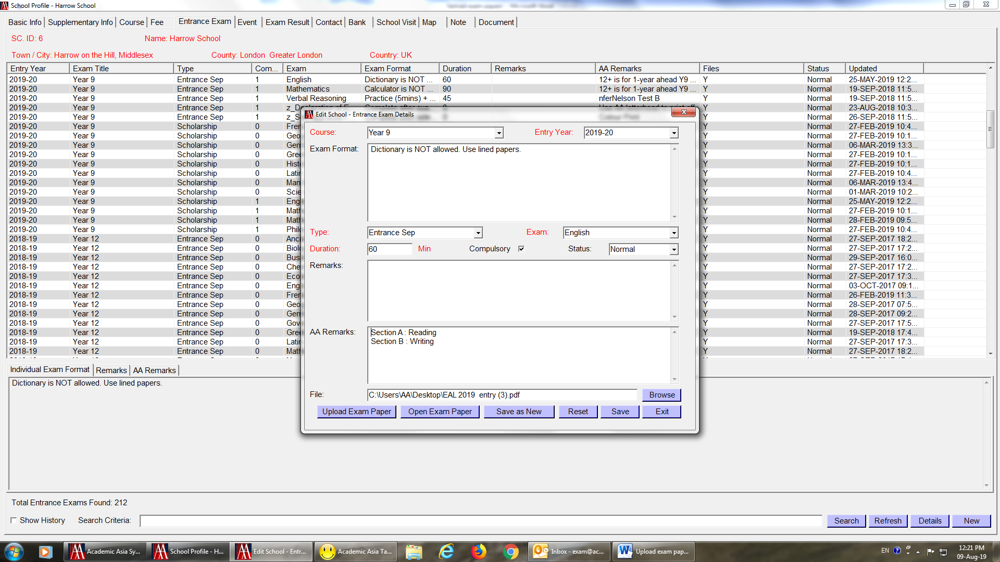 School Profile - Harrow School
Basic Info Supplementary Info Course Fee Entrance Exam Event Exam Result Contact Bank School Visit Map Note Document
SC. ID: 6 Name: Harrow School
Town / City: Harrow on the Hill, Middlesex County: London Greater London Country: UK
Entry Year Exam Title Type Com... Exam Exam Format Duration Remarks AA Remarks Files Status Updated
2019-20 Year 9 Entrance Sep 1 English Dictionary is NOT ... 60 12+ is for 1-year ahead Y9 ... Y Normal 25-MAY-2019 12:2...
2019-20 Year 9 Entrance Sep 1 Mathematics Calculator is NOT ... 90 12+ is for 1-year ahead Y9 ... Y Normal 19-SEP-2018 11:5...
2019-20 Year 9 Entrance Sep 1 Verbal Reasoning Practice (5mins) + ... 45 nferNelson Test B Y Normal 19-SEP-2018 11:5...
2019-20 Year 9 Entrance Sep 1 Y Normal 23-AUG-2018 10:3...
2019-20 Year 9 Entrance Sep 1 Y Normal 26-SEP-2018 11:5...
2019-20 Year 9 Scholarship 0 Fren Y Normal 27-FEB-2019 10:4...
2019-20 Year 9 Scholarship 0 Geo Y Normal 27-FEB-2019 10:1...
2019-20 Year 9 Scholarship 0 Gern Y Normal 06-MAR-2019 13:3...
2019-20 Year 9 Scholarship 0 Gree Y Normal 27-FEB-2019 10:1...
2019-20 Year 9 Scholarship 0 Histo Y Normal 27-FEB-2019 10:1...
2019-20 Year 9 Scholarship 0 Latin Y Normal 27-FEB-2019 10:4...
2019-20 Year 9 Scholarship 0 Man Y Normal 06-MAR-2019 13:4...
2019-20 Year 9 Scholarship 0 Scie Y Normal 01-MAR-2019 10:2...
2019-20 Year 9 Scholarship 1 Eng Y Normal 25-MAY-2019 12:2...
2019-20 Year 9 Scholarship 1 Math Y Normal 27-FEB-2019 10:1...
2019-20 Year 9 Scholarship 1 Math Y Normal 28-FEB-2019 09:5...
2019-20 Year 9 Scholarship 1 Philo Y Normal 27-FEB-2019 10:4...
2018-19 Year 12 Entrance Sep 0 Anci Y Normal 27-SEP-2017 18:2...
2018-19 Year 12 Entrance Sep 0 Biolo Y Normal 27-SEP-2017 17:2...
2018-19 Year 12 Entrance Sep 0 Bus Y Normal 29-SEP-2017 16:0...
2018-19 Year 12 Entrance Sep 0 Che Y Normal 27-SEP-2017 17:2...
2018-19 Year 12 Entrance Sep 0 Eco Y Normal 27-SEP-2017 17:3...
2018-19 Year 12 Entrance Sep 0 Eng Y Normal 03-OCT-2017 09:1...
2018-19 Year 12 Entrance Sep 0 Fren Y Normal 26-FEB-2019 11:3...
2018-19 Year 12 Entrance Sep 0 Geo Y Normal 28-SEP-2017 07:5...
2018-19 Year 12 Entrance Sep 0 Gern Y Normal 28-SEP-2017 09:2...
2018-19 Year 12 Entrance Sep 0 Gov Y Normal 27-SEP-2017 17:5...
2018-19 Year 12 Entrance Sep 0 Gree Y Normal 19-SEP-2018 17:4...
2018-19 Year 12 Entrance Sep 0 Latin Y Normal 27-SEP-2017 17:3...
2018-19 Year 12 Entrance Sep 0 Math Y Normal 27-SEP-2017 18:2...
Edit School - Entrance Exam Details
Course: Year 9 Entry Year: 2019-20
Exam Format: Dictionary is NOT allowed. Use lined papers.
Type: Entrance Sep Exam: English
Duration: 60 Min Compulsory Status: Normal
Remarks:
AA Remarks: Section A : Reading
Section B : Writing
File: C:\Users\AA\Desktop\EAL 2019 entry (3).pdf Browse
Upload Exam Paper Open Exam Paper Save as New Reset Save Exit
Individual Exam Format Remarks AA Remarks
Dictionary is NOT allowed. Use lined papers.
Total Entrance Exams Found: 212
Show History Search Criteria: Search Refresh Details New
Academic Asia Sy... School Profile - H... Edit School - Entr... Academic Asia Ta... Inbox - exam@ac... Upload exam pap... EN 12:21 PM
09-Aug-19